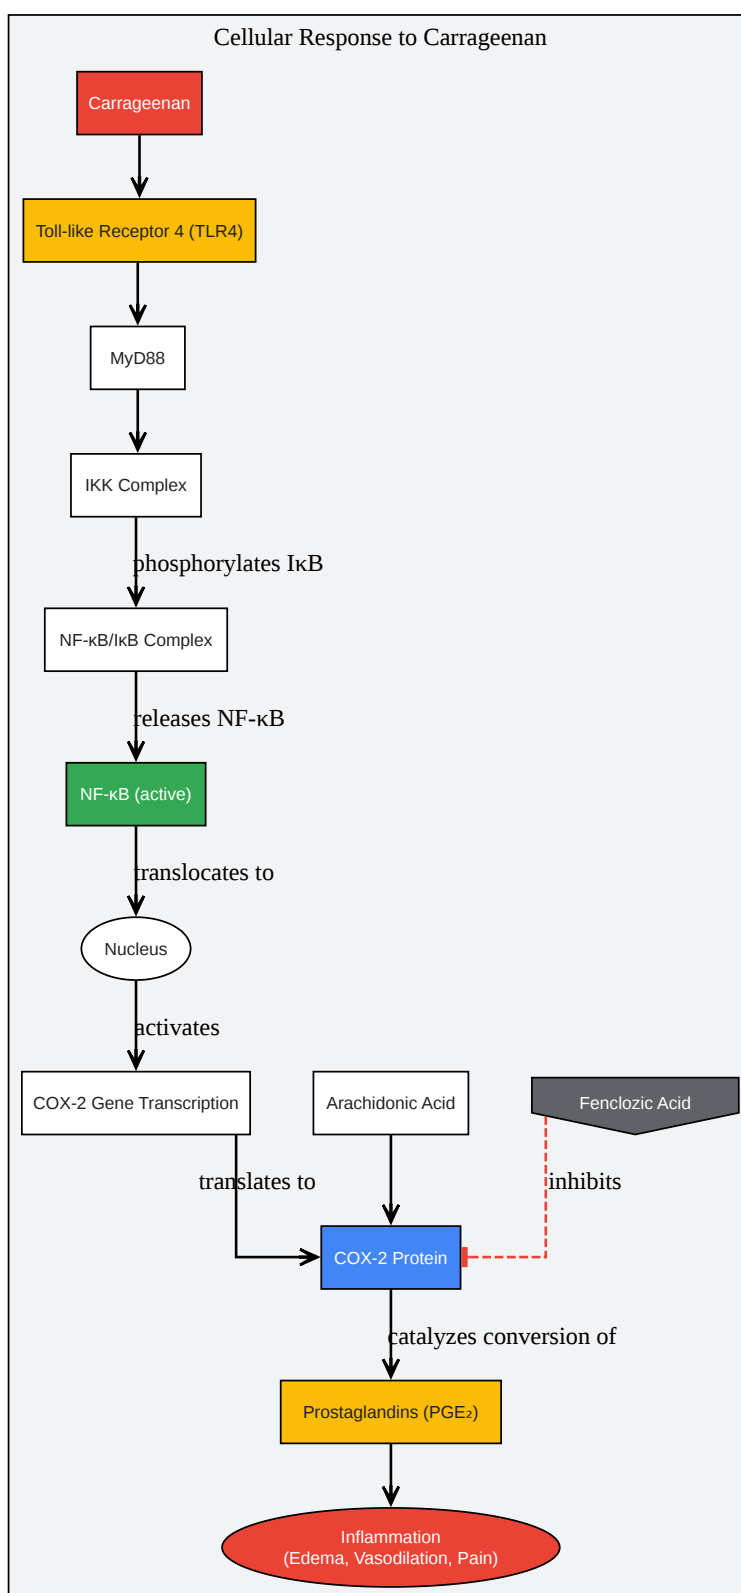 Cellular Response to Carrageenan
Carrageenan
Toll-like Receptor 4 (TLR4)
MyD88
IKK Complex
phosphorylates IκB
NF-κB/IκB Complex
releases NF-κB
NF-κB (active)
translocates to
Nucleus
activates
COX-2 Gene Transcription
Arachidonic Acid
Fenclozic Acid
translates to
inhibits
COX-2 Protein
catalyzes conversion of
Prostaglandins (PGE₂)
Inflammation
(Edema, Vasodilation, Pain)